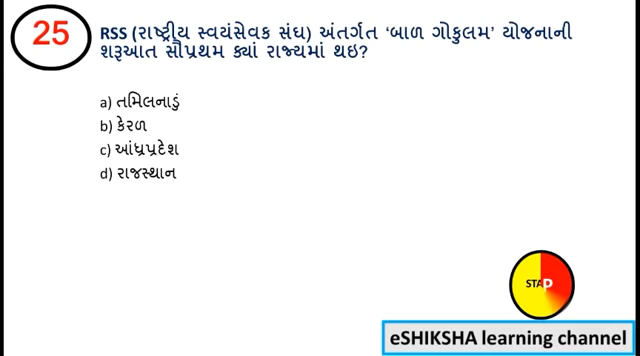 25
RSS (રાષ્ટ્રીય સ્વયંસેવક સંઘ) અંતર્ગત ‘બાળ ગોકુલમ’ યોજનાની
શરૂઆત સૌપ્રથમ ક્યાં રાજ્યમાં થઇ?
a) તમિલનાડું
b) કેરળ
c) આંધ્રપ્રદેશ
d) રાજસ્થાન
eSHIKSHA learning channel